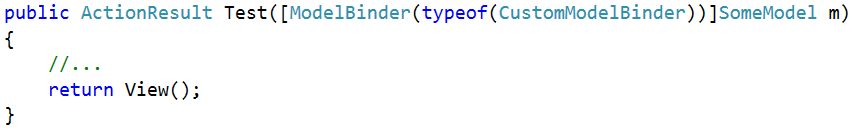 public ActionResult Test([ModelBinder(typeof(CustomModelBinder))]SomeModel m)
{
    //...
    return View();
}